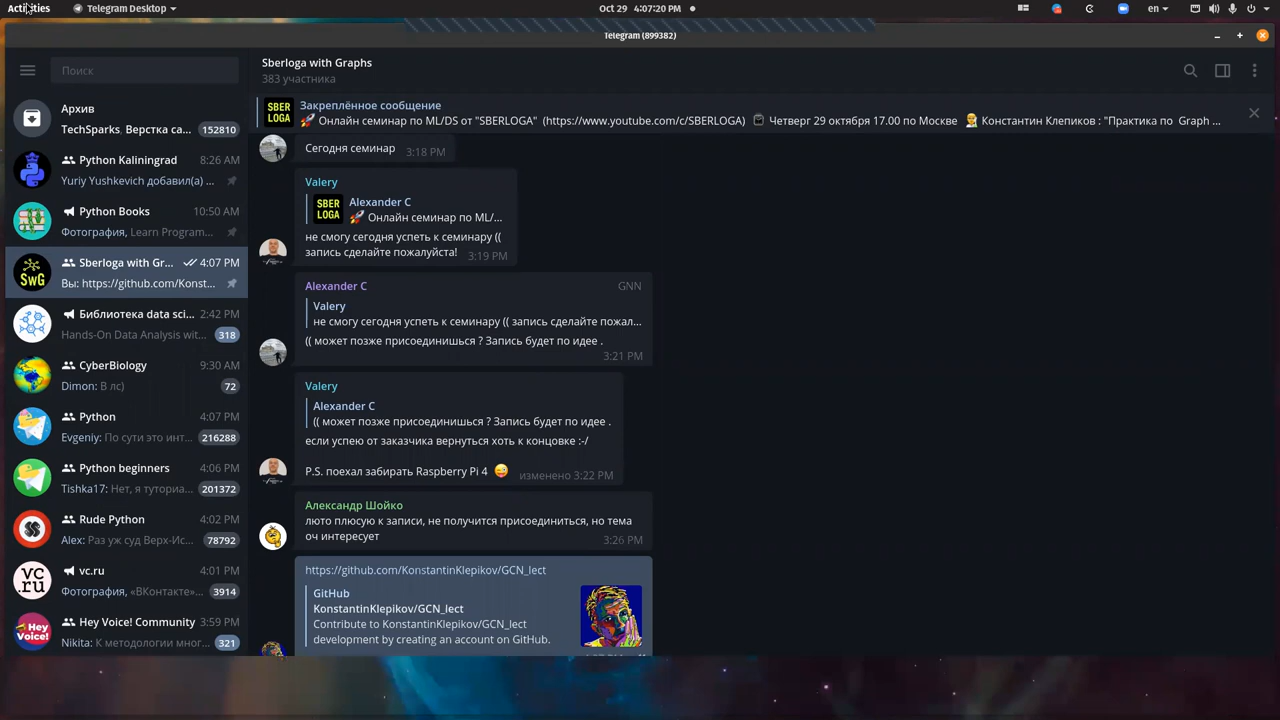 Activities
Telegram Desktop
Oct 29 4:07:20 PM
en
Telegram (899382)
Поиск
Архив
TechSparks, Верстка са...
152810
Python Kaliningrad
8:26 AM
Yuriy Yushkevich добавил(а) ...
Python Books
10:50 AM
Фотография, Learn Program...
Sberloga with Gr...
4:07 PM
Вы: https://github.com/Konst...
Библиотека data sci...
2:42 PM
Hands-On Data Analysis wit...
318
CyberBiology
9:30 AM
Dimon: В лс)
72
Python
4:07 PM
Evgeniy: По сути это инт...
216288
Python beginners
4:06 PM
Tishka17: Нет, я туториа...
201372
Rude Python
4:02 PM
Alex: Раз уж суд Верх-Ис...
78792
vc.ru
4:01 PM
Фотография, «ВКонтакте»...
3914
Hey Voice! Community
3:59 PM
Nikita: К методологии мног...
321
SwG
vc.
ru
Hey
Voice!
Sberloga with Graphs
383 участника
SBER
LOGA
Закреплённое сообщение
🚀 Онлайн семинар по ML/DS от "SBERLOGA" (https://www.youtube.com/c/SBERLOGA) Четверг 29 октября 17.00 по Москве Константин Клепиков : "Практика по Graph ...
Сегодня семинар
3:18 PM
Valery
SBER
LOGA
Alexander C
🚀 Онлайн семинар по ML/...
не смогу сегодня успеть к семинару ((
запись сделайте пожалуйста!
3:19 PM
Alexander C
GNN
Valery
не смогу сегодня успеть к семинару (( запись сделайте пожал...
(( может позже присоединишься ? Запись будет по идее .
3:21 PM
Valery
Alexander C
(( может позже присоединишься ? Запись будет по идее .
если успею от заказчика вернуться хоть к концовке :-/
P.S. поехал забирать Raspberry Pi 4 😜
изменено 3:22 PM
Александр Шойко
люто плюсую к записи, не получится присоединиться, но тема
оч интересует
3:26 PM
https://github.com/KonstantinKlepikov/GCN_lect
GitHub
KonstantinKlepikov/GCN_lect
Contribute to KonstantinKlepikov/GCN_lect
development by creating an account on GitHub.